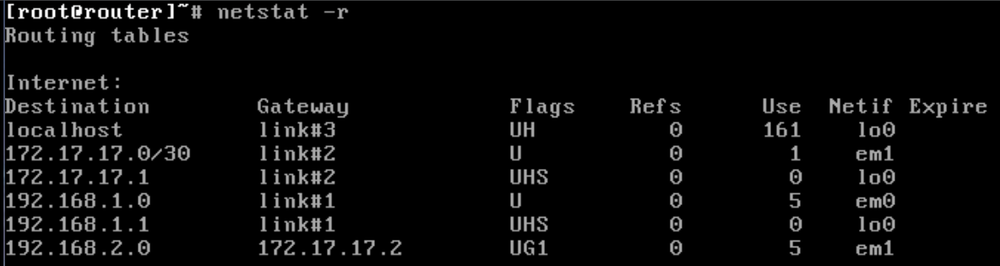 [root@router]~# netstat -r
Routing tables
Internet:
Destination Gateway Flags Refs Use Netif Expire
localhost link#3 UH 0 161 lo0
172.17.17.0/30 link#2 U 0 1 em1
172.17.17.1 link#2 UHS 0 0 lo0
192.168.1.0 link#1 U 0 5 em0
192.168.1.1 link#1 UHS 0 0 lo0
192.168.2.0 172.17.17.2 UG1 0 5 em1